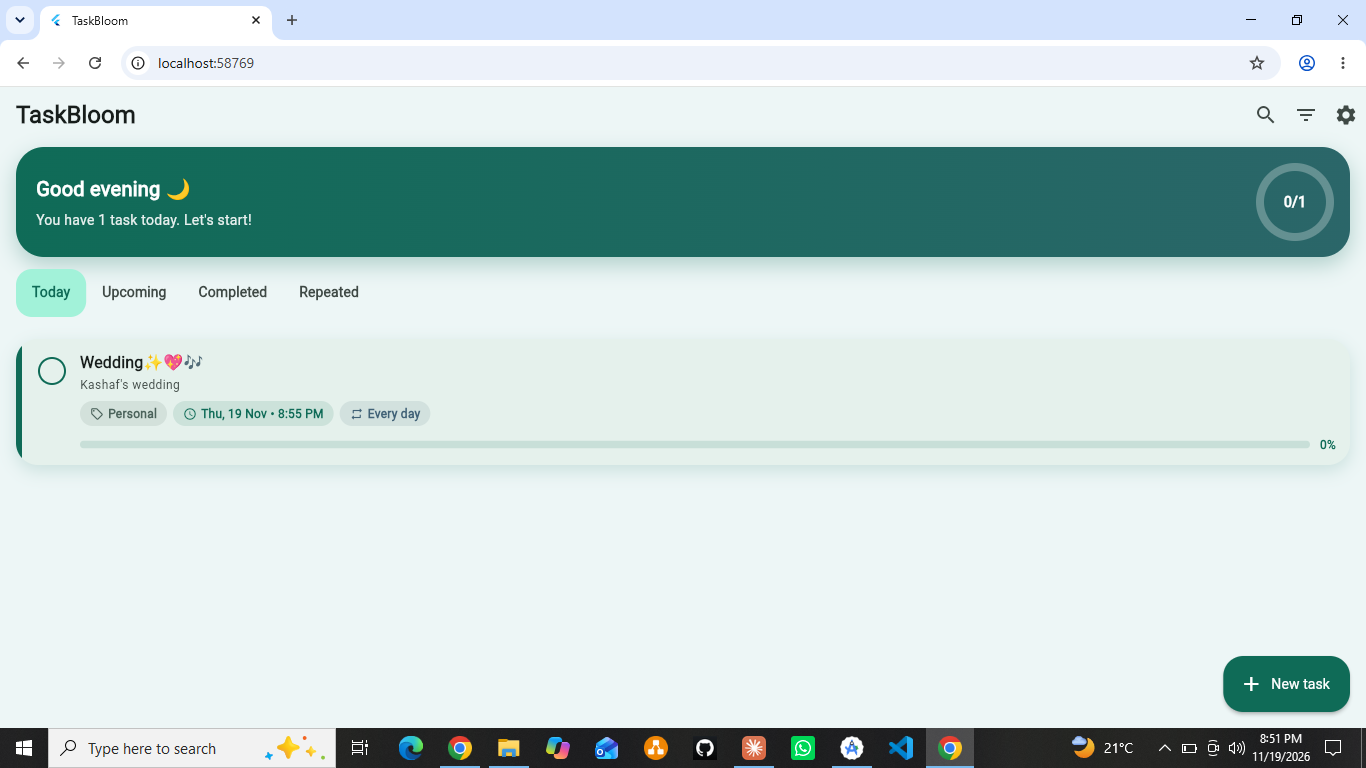 TaskBloom
localhost:58769
TaskBloom
Good evening 🌙
You have 1 task today. Let's start!
0/1
Today
Upcoming
Completed
Repeated
Wedding✨💖🎶
Kashaf's wedding
Personal
Thu, 19 Nov • 8:55 PM
Every day
0%
New task
Type here to search
21°C
8:51 PM
11/19/2026